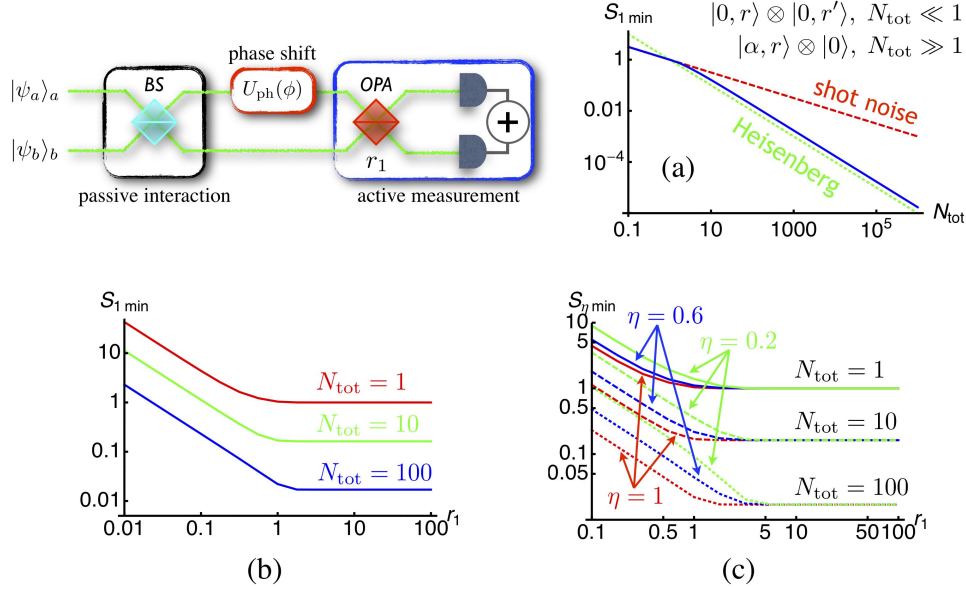 |ψ_a⟩_a
|ψ_b⟩_b
BS
passive interaction
phase shift
U_ph(ϕ)
OPA
r_1
+
active measurement
S_1 min
|0, r⟩ ⊗ |0, r′⟩, N_tot ≪ 1
|α, r⟩ ⊗ |0⟩, N_tot ≫ 1
1
0.01
10^−4
shot noise
Heisenberg
(a)
0.1 10 1000 10^5
N_tot
S_1 min
10
1
0.1
0.01
N_tot = 1
N_tot = 10
N_tot = 100
0.01 0.1 1 10 100
r_1
(b)
S_η min
10
5
1
0.5
0.1
0.05
η = 0.6
η = 0.2
η = 1
N_tot = 1
N_tot = 10
N_tot = 100
0.1 0.5 1 5 10 50 100
r_1
(c)